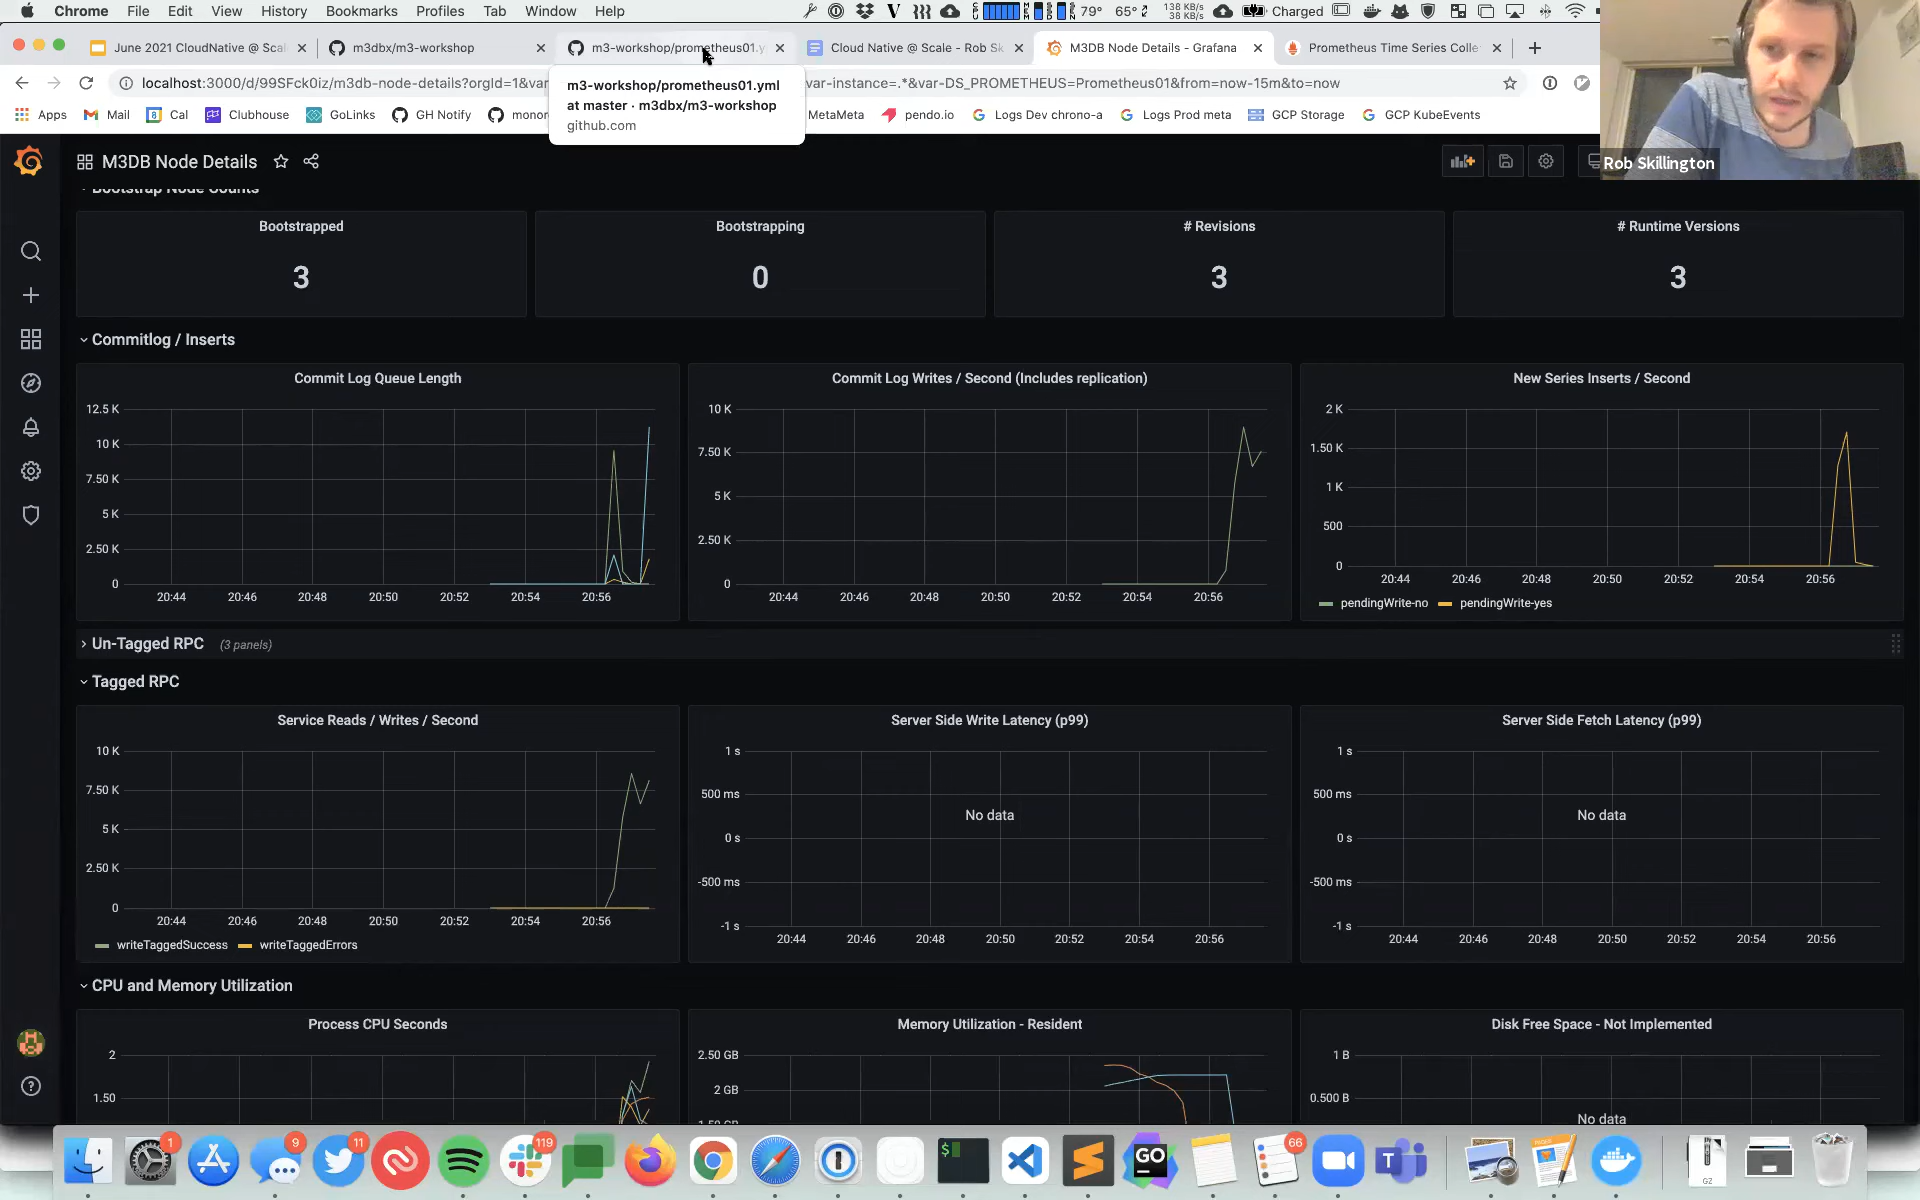 Chrome File Edit View History Bookmarks Profiles Tab Window Help 79° 65° 138 KB/s 38 KB/s Charged
June 2021 CloudNative @ Scal
m3dbx/m3-workshop
m3-workshop/prometheus01.y
Cloud Native @ Scale - Rob Sk
M3DB Node Details - Grafana
Prometheus Time Series Colle
localhost:3000/d/99SFck0iz/m3db-node-details?orgId=1&var
var-instance=.*&var-DS_PROMETHEUS=Prometheus01&from=now-15m&to=now
m3-workshop/prometheus01.yml
at master · m3dbx/m3-workshop
github.com
Apps Mail Cal Clubhouse GoLinks GH Notify monor MetaMeta pendo.io Logs Dev chrono-a Logs Prod meta GCP Storage GCP KubeEvents
Rob Skillington
M3DB Node Details
Bootstrap Node Counts
Bootstrapped
3
Bootstrapping
0
# Revisions
3
# Runtime Versions
3
Commitlog / Inserts
Commit Log Queue Length
12.5 K
10 K
7.50 K
5 K
2.50 K
0
20:44 20:46 20:48 20:50 20:52 20:54 20:56
Commit Log Writes / Second (Includes replication)
10 K
7.50 K
5 K
2.50 K
0
20:44 20:46 20:48 20:50 20:52 20:54 20:56
New Series Inserts / Second
2 K
1.50 K
1 K
500
0
20:44 20:46 20:48 20:50 20:52 20:54 20:56
pendingWrite-no pendingWrite-yes
Un-Tagged RPC (3 panels)
Tagged RPC
Service Reads / Writes / Second
10 K
7.50 K
5 K
2.50 K
0
20:44 20:46 20:48 20:50 20:52 20:54 20:56
writeTaggedSuccess writeTaggedErrors
Server Side Write Latency (p99)
1 s
500 ms
No data
0 s
-500 ms
-1 s
20:44 20:46 20:48 20:50 20:52 20:54 20:56
Server Side Fetch Latency (p99)
1 s
500 ms
No data
0 s
-500 ms
-1 s
20:44 20:46 20:48 20:50 20:52 20:54 20:56
CPU and Memory Utilization
Process CPU Seconds
2
1.50
Memory Utilization - Resident
2.50 GB
2 GB
Disk Free Space - Not Implemented
1 B
0.500 B
No data
1 9 11 119 $ GO 66 GZ